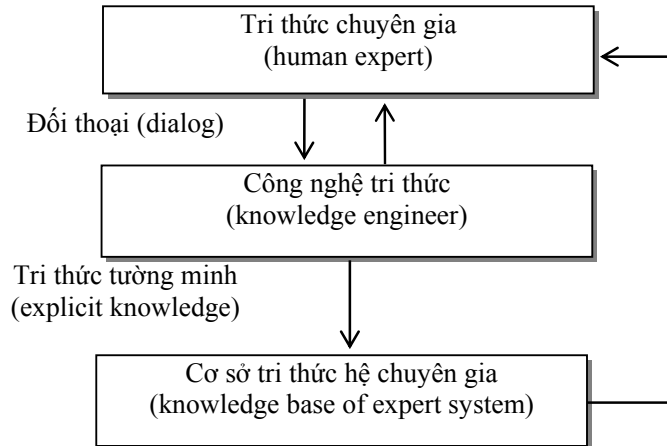 Tri thức chuyên gia
(human expert)
Đối thoại (dialog)
Công nghệ tri thức
(knowledge engineer)
Tri thức tường minh
(explicit knowledge)
Cơ sở tri thức hệ chuyên gia
(knowledge base of expert system)